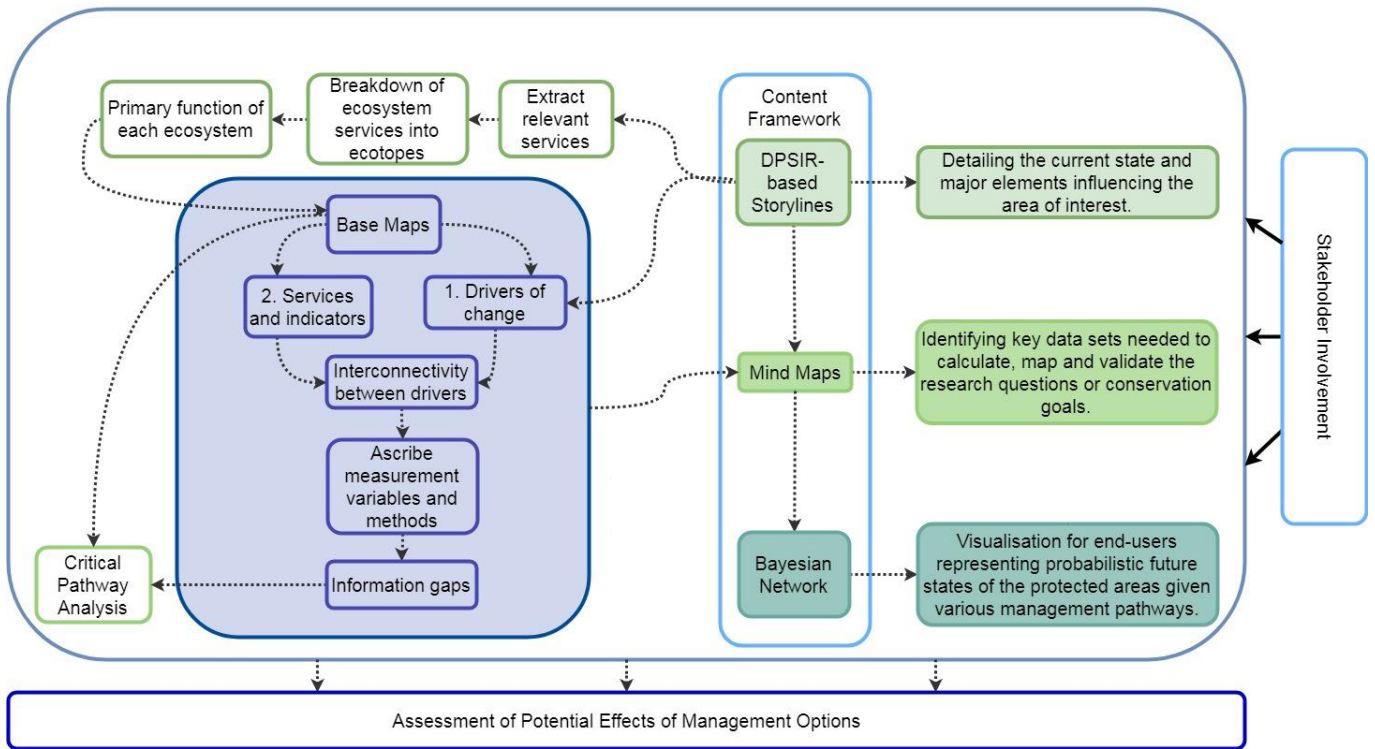 Primary function of
each ecosystem
Breakdown of
ecosystem
services into
ecotopes
Extract
relevant
services
Content
Framework
DPSIR-
based
Storylines
Detailing the current state and
major elements influencing the
area of interest.
Base Maps
2. Services
and indicators
1. Drivers of
change
Interconnectivity
between drivers
Ascribe
measurement
variables and
methods
Information gaps
Critical
Pathway
Analysis
Mind Maps
Identifying key data sets needed to
calculate, map and validate the
research questions or conservation
goals.
Bayesian
Network
Visualisation for end-users
representing probabilistic future
states of the protected areas given
various management pathways.
Stakeholder Involvement
Assessment of Potential Effects of Management Options